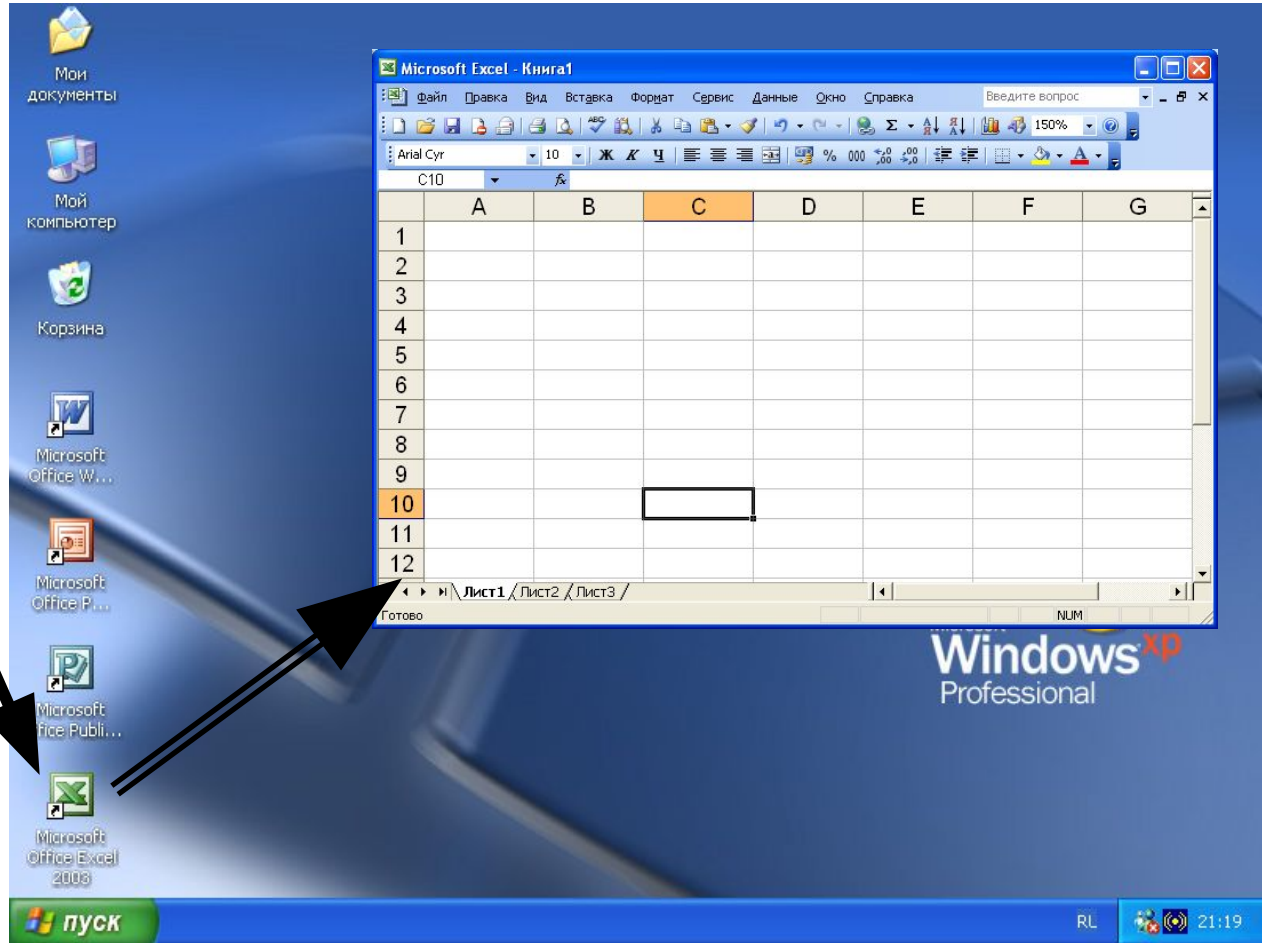 Мои
документы
Мой
компьютер
Корзина
Microsoft
Office W...
Microsoft
Office P...
Microsoft
fice Publi...
Microsoft
Office Excel
2003
Microsoft Excel - Книга1
Файл Правка Вид Вставка Формат Сервис Данные Окно Справка Введите вопрос
150%
Arial Cyr 10 Ж К Ч % 000
C10 fx
A B C D E F G
1
2
3
4
5
6
7
8
9
10
11
12
Лист1 Лист2 Лист3
Готово NUM
Windows xp
Professional
пуск RL 21:19